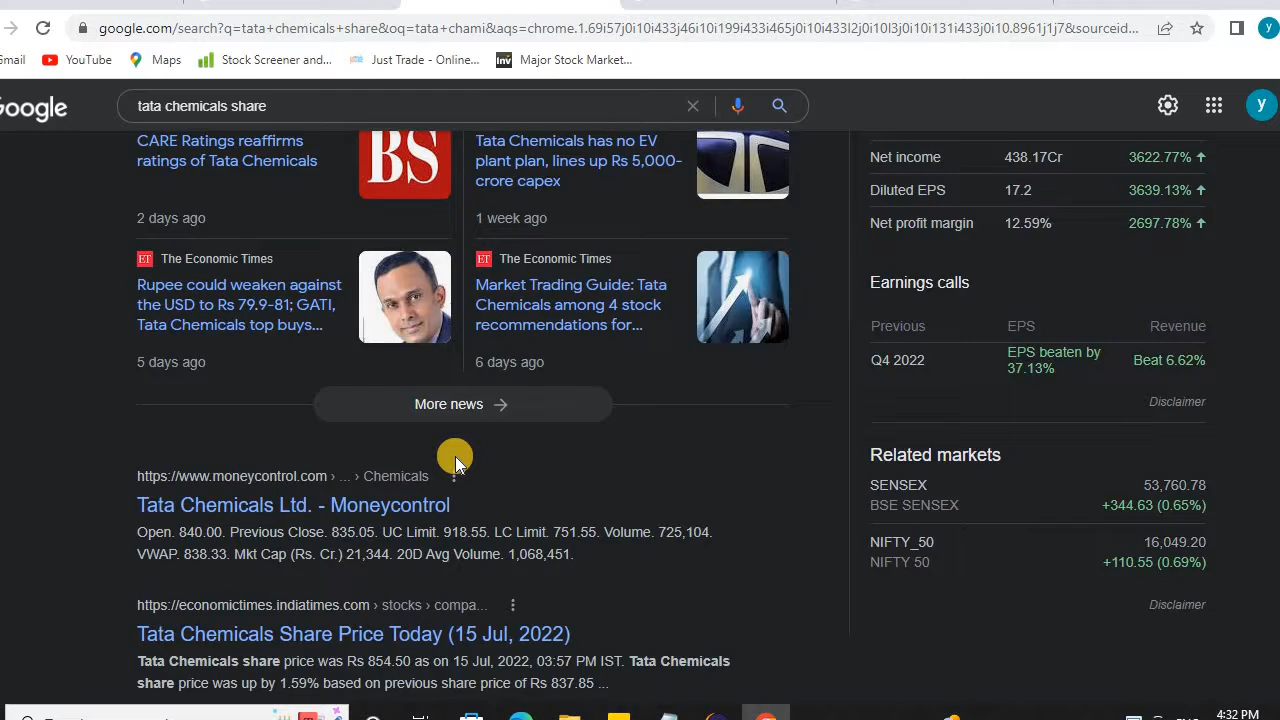 google.com/search?q=tata+chemicals+share&oq=tata+chami&aqs=chrome.1.69i57j0i10i433j46i10i199i433i465j0i10i433l2j0i10l3j0i10i131i433j0i10.8961j1j7&sourceid...
y
Gmail YouTube Maps Stock Screener and... Just Trade - Online... Inv Major Stock Market...
Google
tata chemicals share
y
CARE Ratings reaffirms
ratings of Tata Chemicals
BS
2 days ago
Tata Chemicals has no EV
plant plan, lines up Rs 5,000-
crore capex
1 week ago
ET The Economic Times
Rupee could weaken against
the USD to Rs 79.9-81; GATI,
Tata Chemicals top buys...
5 days ago
ET The Economic Times
Market Trading Guide: Tata
Chemicals among 4 stock
recommendations for...
6 days ago
More news
https://www.moneycontrol.com › ... › Chemicals
Tata Chemicals Ltd. - Moneycontrol
Open. 840.00. Previous Close. 835.05. UC Limit. 918.55. LC Limit. 751.55. Volume. 725,104.
VWAP. 838.33. Mkt Cap (Rs. Cr.) 21,344. 20D Avg Volume. 1,068,451.
https://economictimes.indiatimes.com › stocks › compa...
Tata Chemicals Share Price Today (15 Jul, 2022)
Tata Chemicals share price was Rs 854.50 as on 15 Jul, 2022, 03:57 PM IST. Tata Chemicals
share price was up by 1.59% based on previous share price of Rs 837.85 ...
Net income 438.17Cr 3622.77%
Diluted EPS 17.2 3639.13%
Net profit margin 12.59% 2697.78%
Earnings calls
Previous EPS Revenue
Q4 2022 EPS beaten by 37.13% Beat 6.62%
Disclaimer
Related markets
SENSEX 53,760.78
BSE SENSEX +344.63 (0.65%)
NIFTY_50 16,049.20
NIFTY 50 +110.55 (0.69%)
Disclaimer
4:32 PM